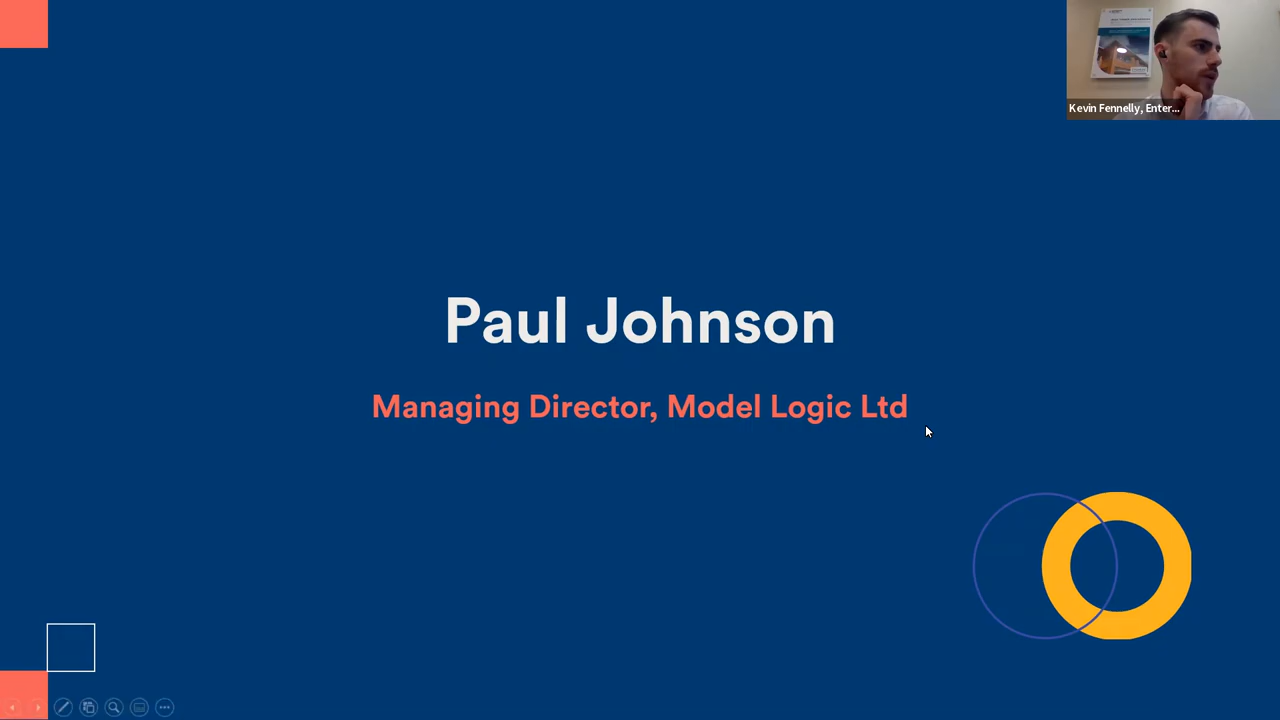 Kevin Fennelly, Enter...
Paul Johnson
Managing Director, Model Logic Ltd